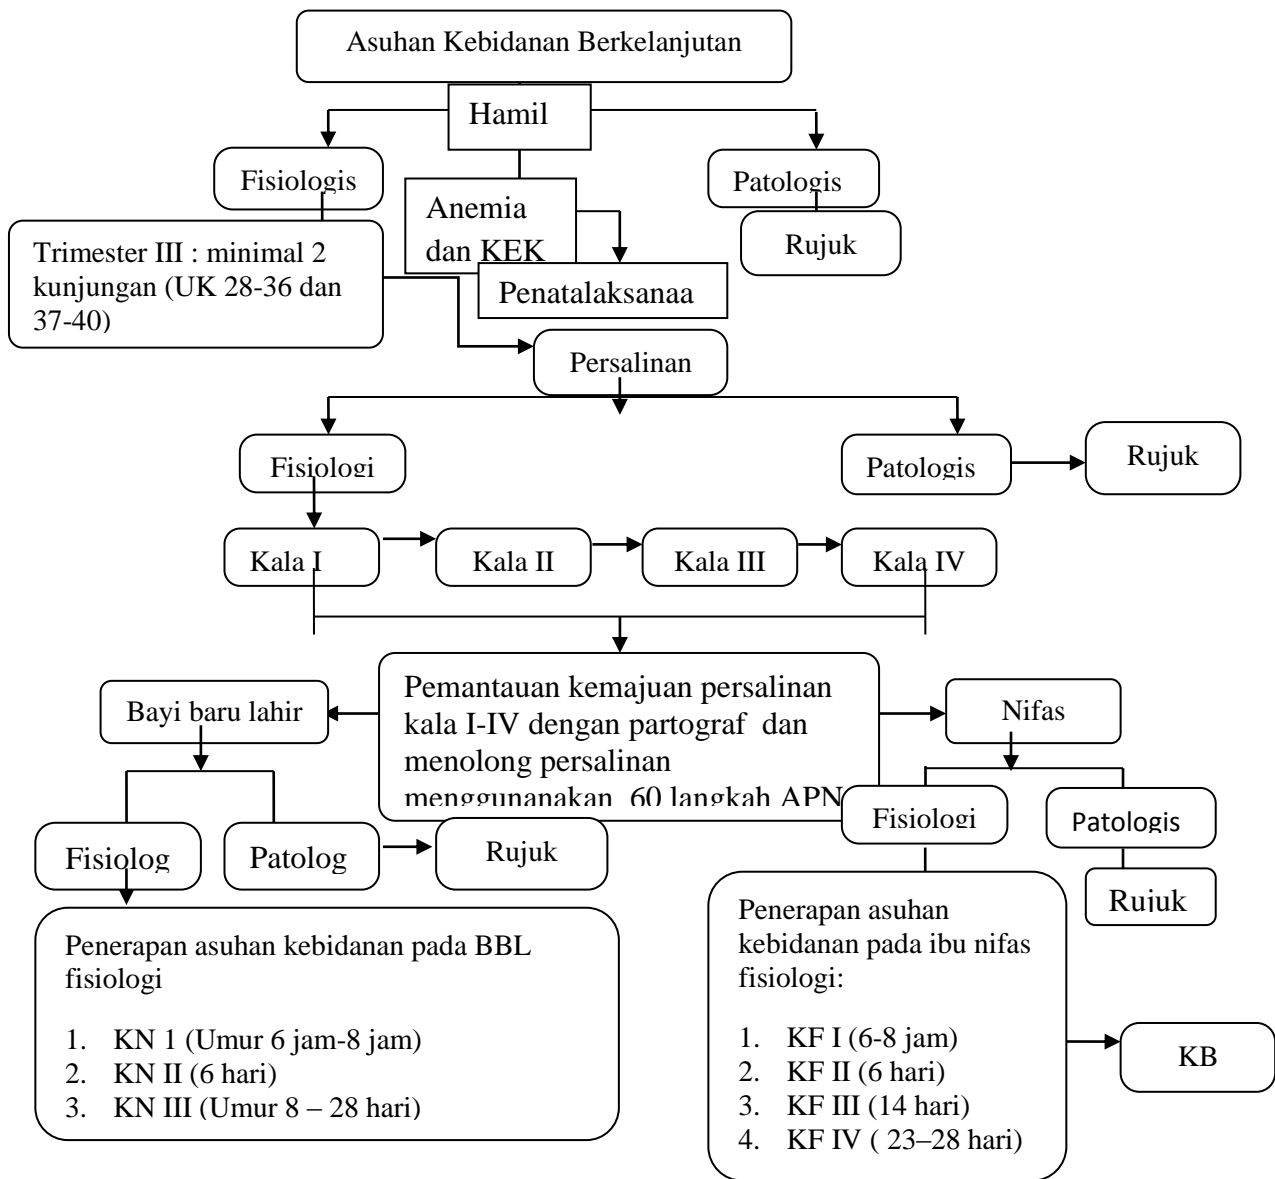 Asuhan Kebidanan Berkelanjutan
Hamil
Fisiologis
Patologis
Anemia
dan KEK
Rujuk
Trimester III : minimal 2
kunjungan (UK 28-36 dan
37-40)
Penatalaksanaa
Persalinan
Fisiologi
Patologis
Rujuk
Kala I
Kala II
Kala III
Kala IV
Bayi baru lahir
Pemantauan kemajuan persalinan
kala I-IV dengan partograf dan
menolong persalinan
menggunanakan 60 langkah APN
Nifas
Fisiolog
Patolog
Rujuk
Fisiologi
Patologis
Rujuk
Penerapan asuhan kebidanan pada BBL
fisiologi
1. KN 1 (Umur 6 jam-8 jam)
2. KN II (6 hari)
3. KN III (Umur 8 – 28 hari)
Penerapan asuhan
kebidanan pada ibu nifas
fisiologi:
1. KF I (6-8 jam)
2. KF II (6 hari)
3. KF III (14 hari)
4. KF IV ( 23–28 hari)
KB